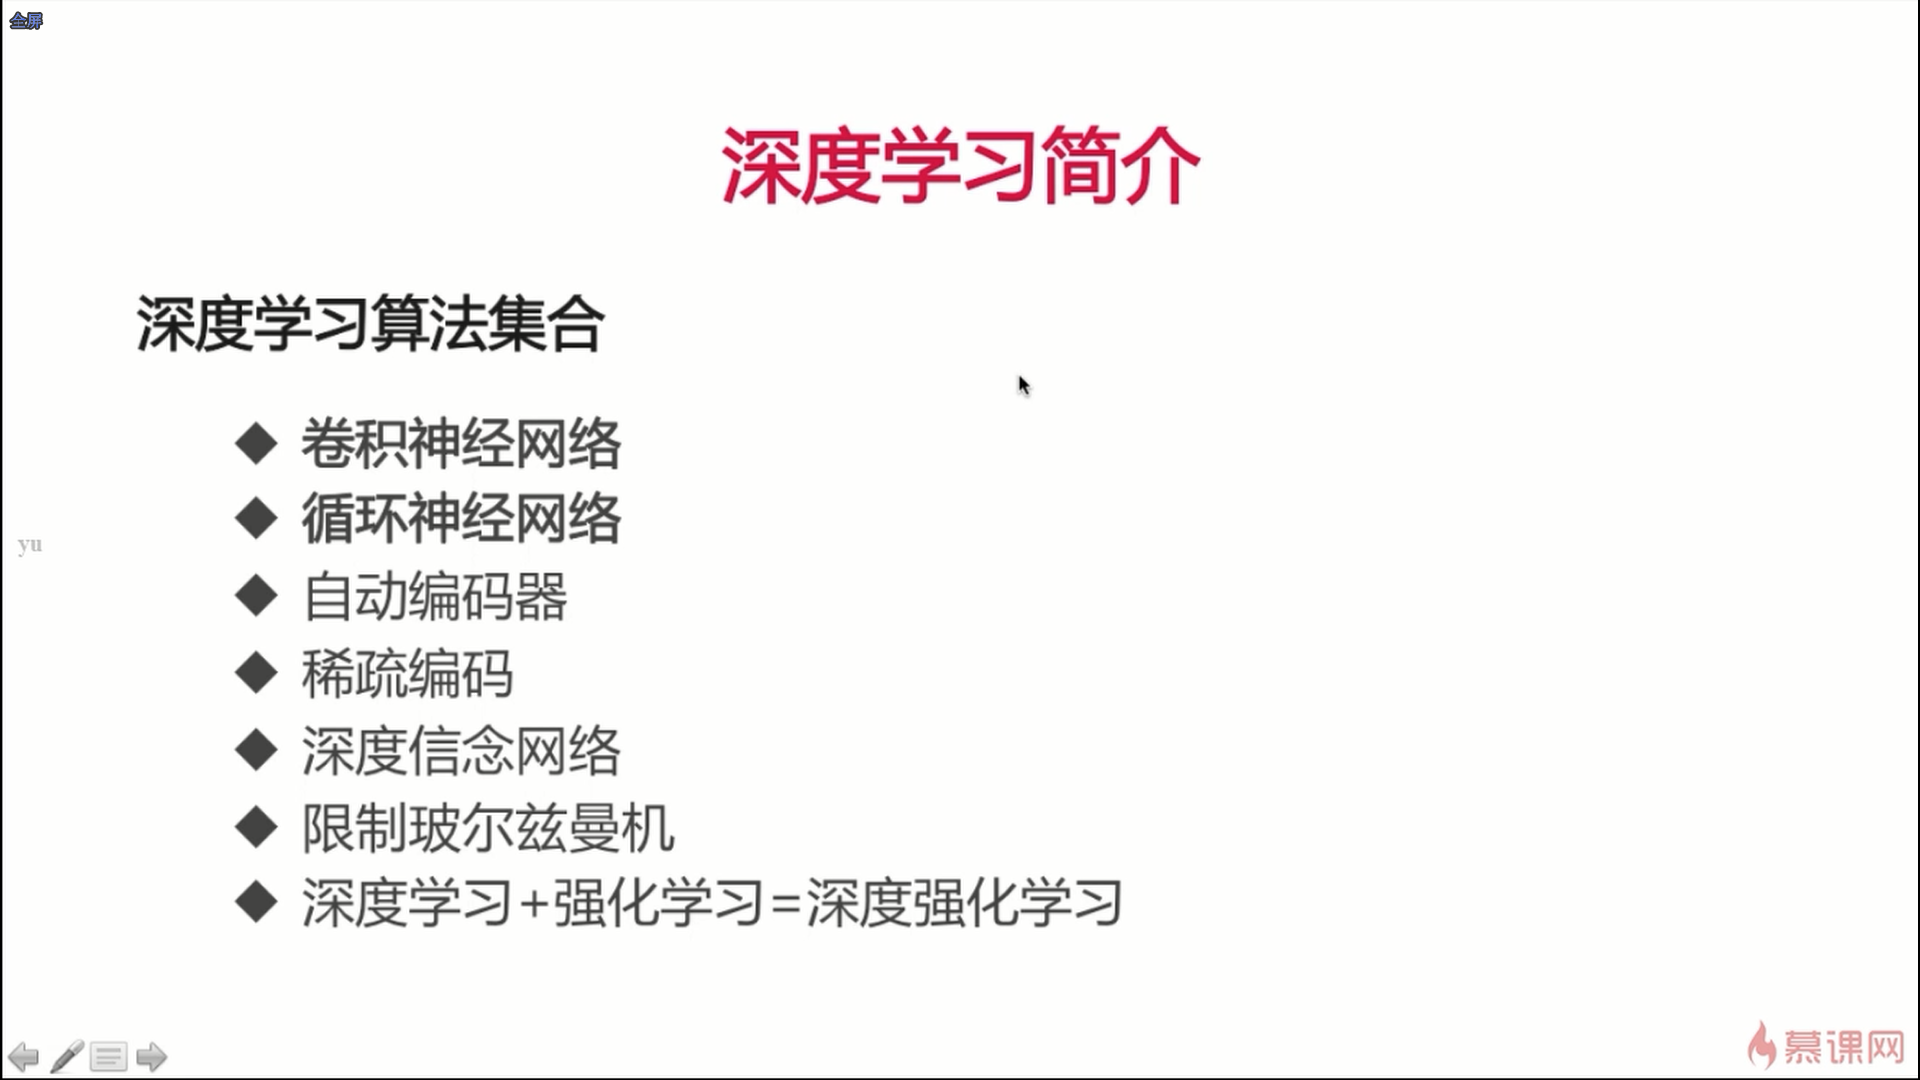 全屏
深度学习简介
深度学习算法集合
◆ 卷积神经网络
◆ 循环神经网络
yu
◆ 自动编码器
◆ 稀疏编码
◆ 深度信念网络
◆ 限制玻尔兹曼机
◆ 深度学习+强化学习=深度强化学习
慕课网